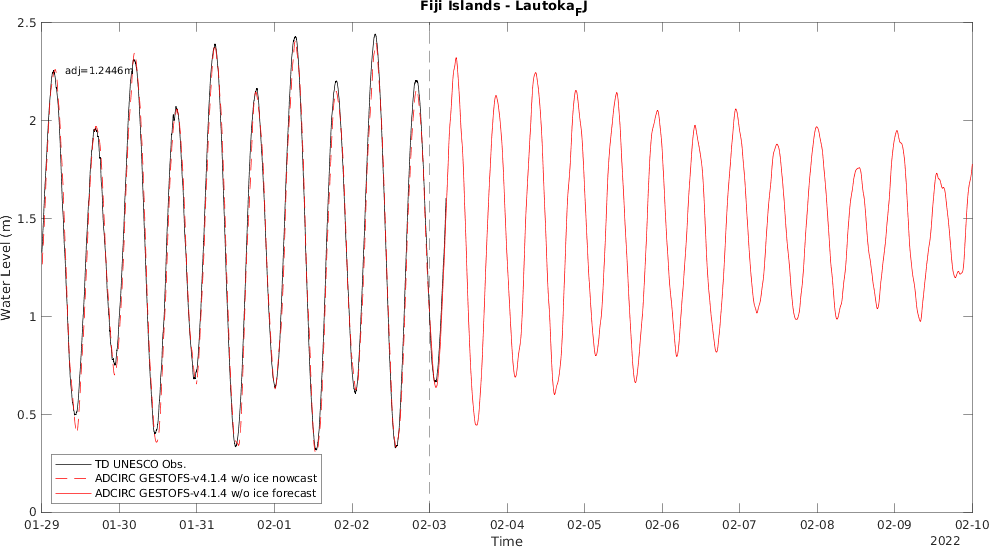 Fiji Islands - Lautoka_FJ
adj=1.2446m
2.5
2
1.5
1
0.5
0
Water Level (m)
TD UNESCO Obs.
ADCIRC GESTOFS-v4.1.4 w/o ice nowcast
ADCIRC GESTOFS-v4.1.4 w/o ice forecast
01-29 01-30 01-31 02-01 02-02 02-03 02-04 02-05 02-06 02-07 02-08 02-09 02-10
Time
2022